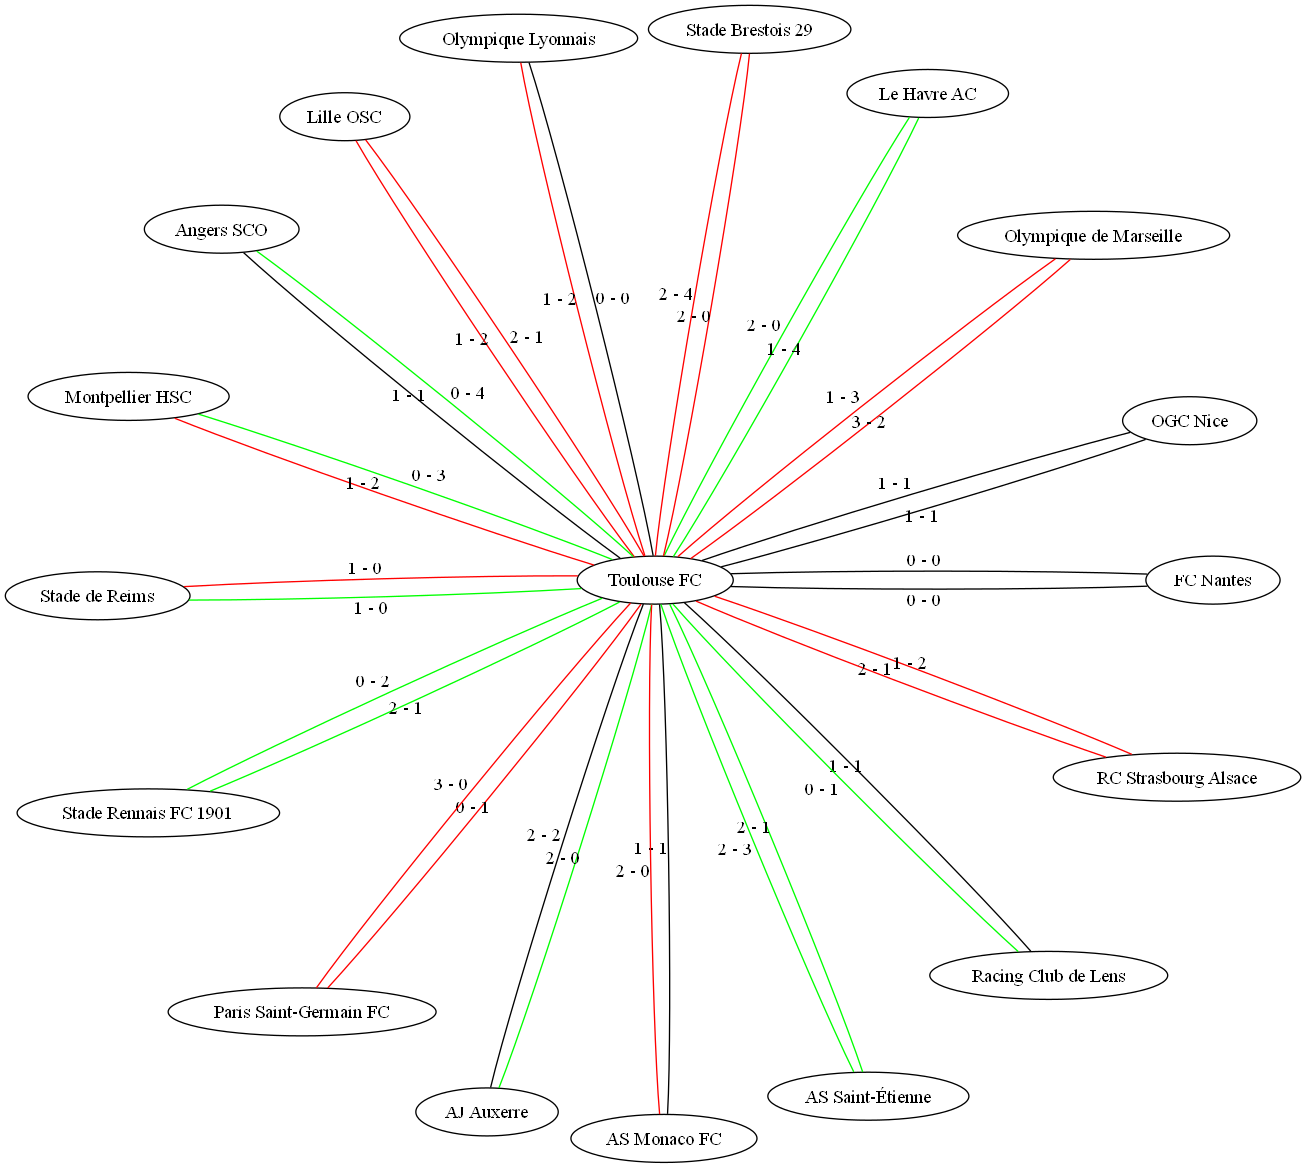 Stade Brestois 29
Olympique Lyonnais
Le Havre AC
Lille OSC
Angers SCO
Olympique de Marseille
1 - 2
0 - 0
2 - 4
2 - 0
2 - 0
1 - 4
1 - 2
2 - 1
1 - 1
0 - 4
1 - 3
3 - 2
Montpellier HSC
OGC Nice
0 - 3
1 - 2
1 - 1
1 - 1
Stade de Reims
1 - 0
1 - 0
Toulouse FC
0 - 0
0 - 0
FC Nantes
0 - 2
2 - 1
2 - 1
1 - 2
Stade Rennais FC 1901
3 - 0
0 - 1
1 - 1
0 - 1
RC Strasbourg Alsace
2 - 2
2 - 0
1 - 1
2 - 0
2 - 1
2 - 3
Racing Club de Lens
Paris Saint-Germain FC
AJ Auxerre
AS Monaco FC
AS Saint-Étienne